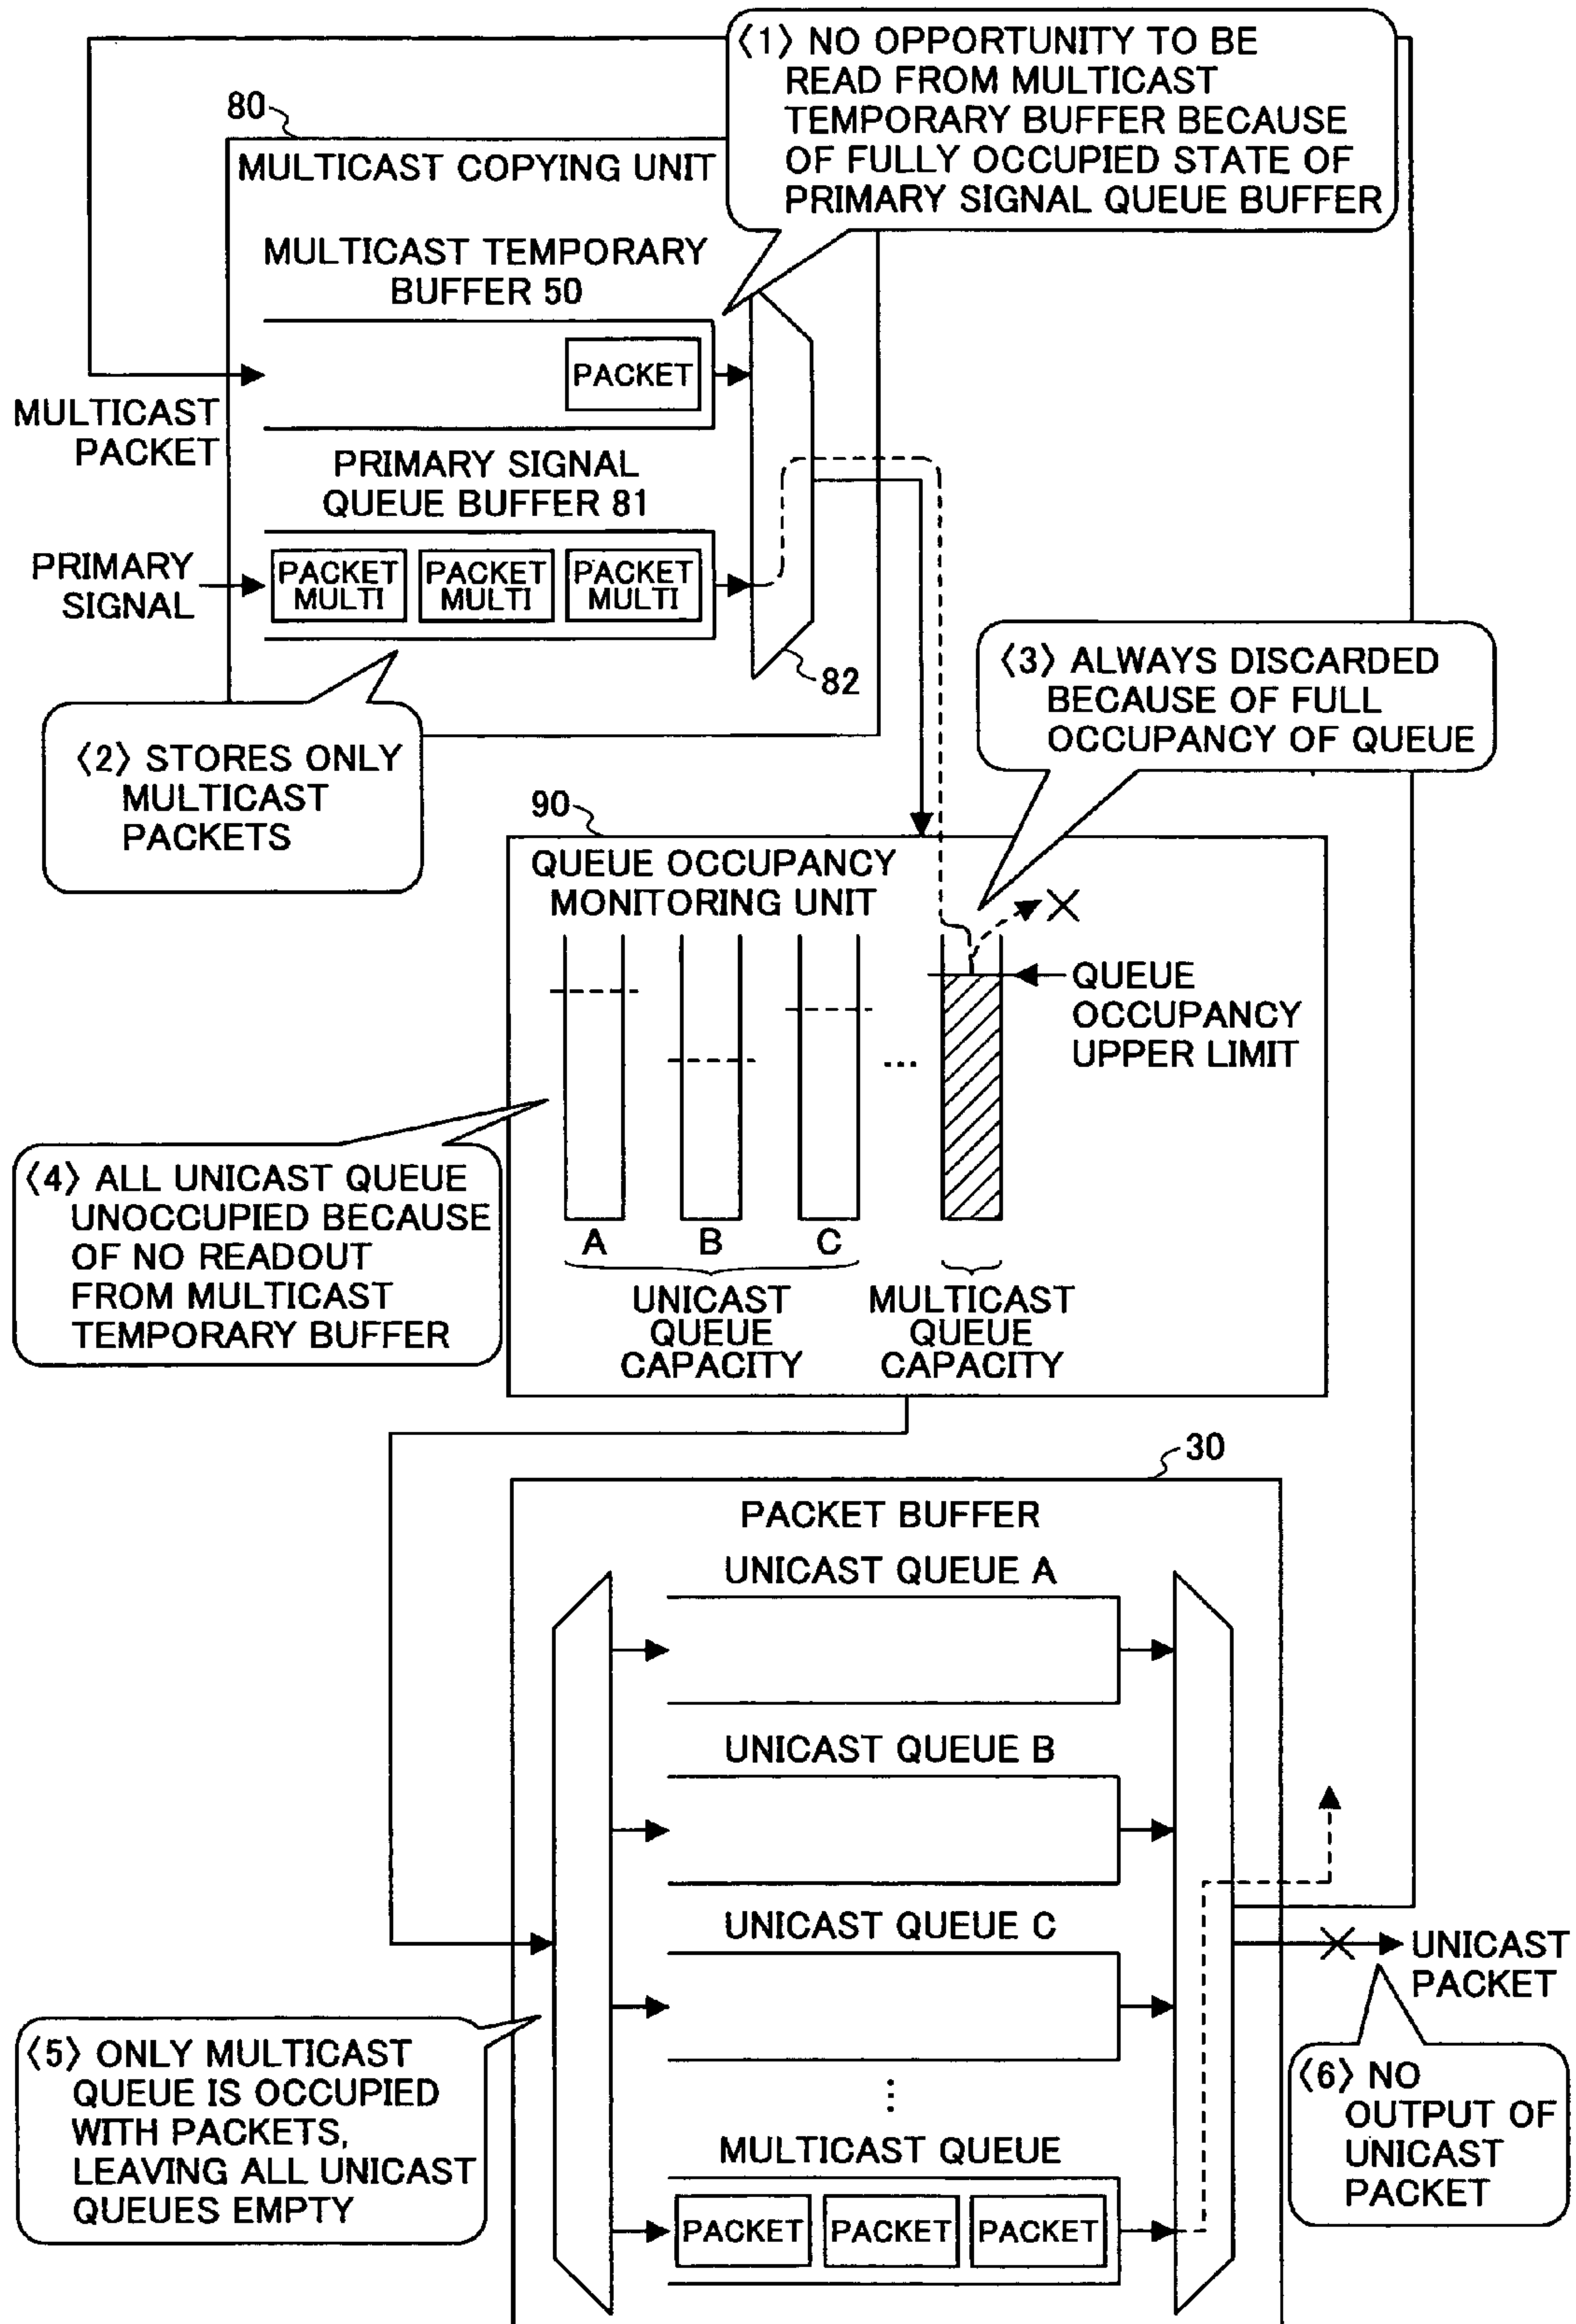 ⟨1⟩ NO OPPORTUNITY TO BE
READ FROM MULTICAST
TEMPORARY BUFFER BECAUSE
OF FULLY OCCUPIED STATE OF
PRIMARY SIGNAL QUEUE BUFFER
80
MULTICAST COPYING UNIT
MULTICAST TEMPORARY
BUFFER 50
PACKET
MULTICAST
PACKET
PRIMARY SIGNAL
QUEUE BUFFER 81
PRIMARY
SIGNAL
PACKET
MULTI
PACKET
MULTI
PACKET
MULTI
82
⟨2⟩ STORES ONLY
MULTICAST
PACKETS
⟨3⟩ ALWAYS DISCARDED
BECAUSE OF FULL
OCCUPANCY OF QUEUE
90
QUEUE OCCUPANCY
MONITORING UNIT
QUEUE
OCCUPANCY
UPPER LIMIT
...
⟨4⟩ ALL UNICAST QUEUE
UNOCCUPIED BECAUSE
OF NO READOUT
FROM MULTICAST
TEMPORARY BUFFER
A B C
UNICAST
QUEUE
CAPACITY
MULTICAST
QUEUE
CAPACITY
30
PACKET BUFFER
UNICAST QUEUE A
UNICAST QUEUE B
UNICAST QUEUE C
UNICAST
PACKET
⟨5⟩ ONLY MULTICAST
QUEUE IS OCCUPIED
WITH PACKETS,
LEAVING ALL UNICAST
QUEUES EMPTY
⟨6⟩ NO
OUTPUT OF
UNICAST
PACKET
MULTICAST QUEUE
PACKET PACKET PACKET